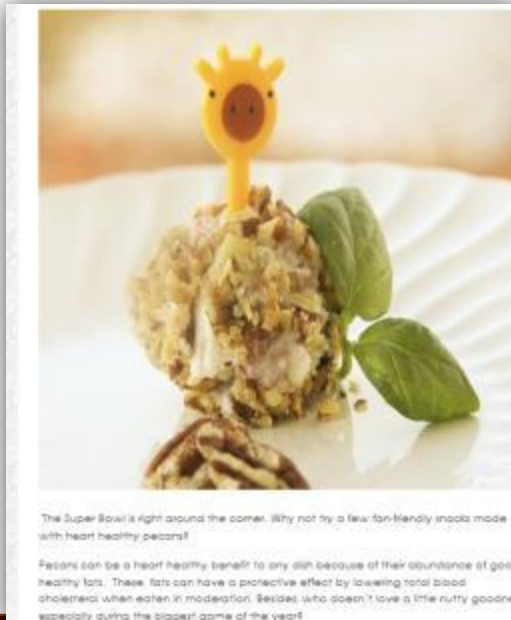 The Super Bowl is right around the corner. Why not try a few fan-friendly snacks made
with heart healthy pecans?
Pecans can be a heart healthy benefit to any dish because of their abundance of
healthy fats. These fats can have a protective effect by lowering total blood
cholesterol when eaten in moderation. Besides, who doesn't love a little nutty
especially during the biggest game of the year?